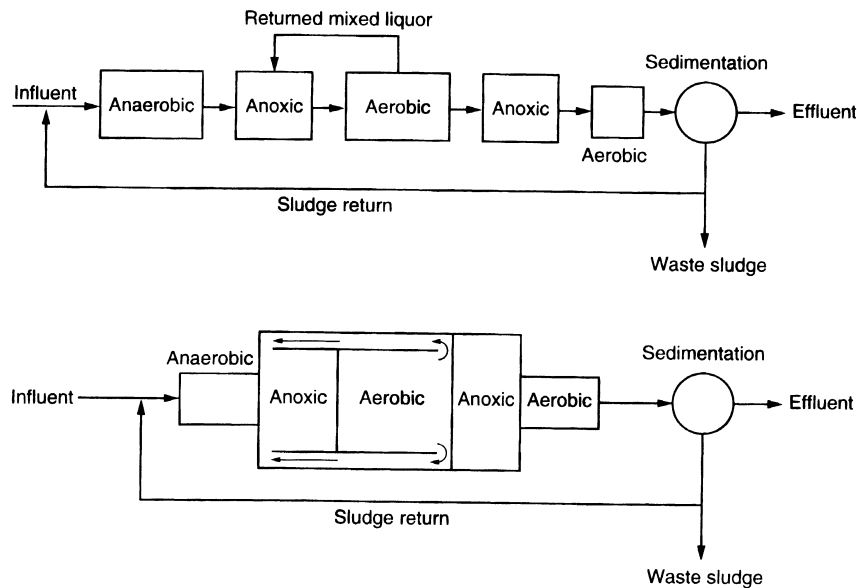 Returned mixed liquor
Sedimentation
Influent
Anaerobic
Anoxic
Aerobic
Anoxic
Effluent
Aerobic
Sludge return
Waste sludge
Anaerobic
Sedimentation
Influent
Anoxic
Aerobic
Anoxic
Aerobic
Effluent
Sludge return
Waste sludge